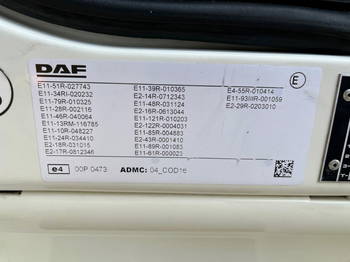 DAF
E
E11-51R-027743
E11-34RI-020232
E11-79R-010325
E11-28R-002116
E11-46R-040064
E11-13RM-116785
E11-10R-048227
E11-24R-034410
E2-18R-031015
E2-17R-0812346
E11-39R-010365
E2-14R-0712343
E11-48R-031124
E2-16R-0613044
E11-121R-010203
E2-122R-0004031
E11-85R-004883
E2-43R-0001410
E11-89R-001083
E11-61R-000023
E4-55R-010414
E11-93IIIR-001059
E2-29R-0203010
e4 00P 0473 ADMC: 04_COD16